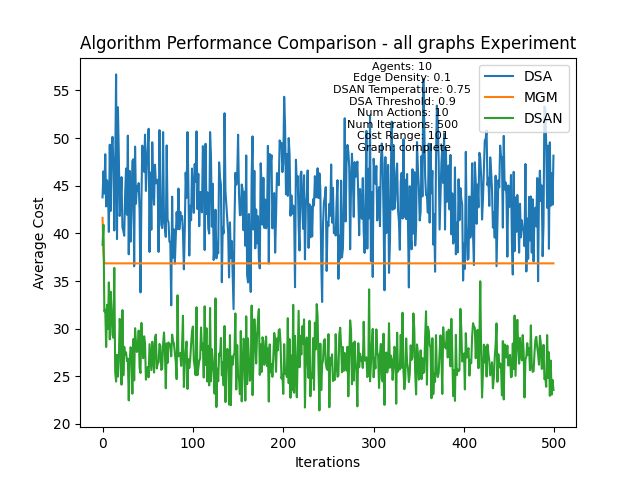 Algorithm Performance Comparison - all graphs Experiment
Agents: 10
Edge Density: 0.1
DSAN Temperature: 0.75
DSA Threshold: 0.9
Num Actions: 10
Num Iterations: 500
Cost Range: 101
Graph: complete
DSA
MGM
DSAN
Average Cost
55
50
45
40
35
30
25
20
0
100
200
300
400
500
Iterations